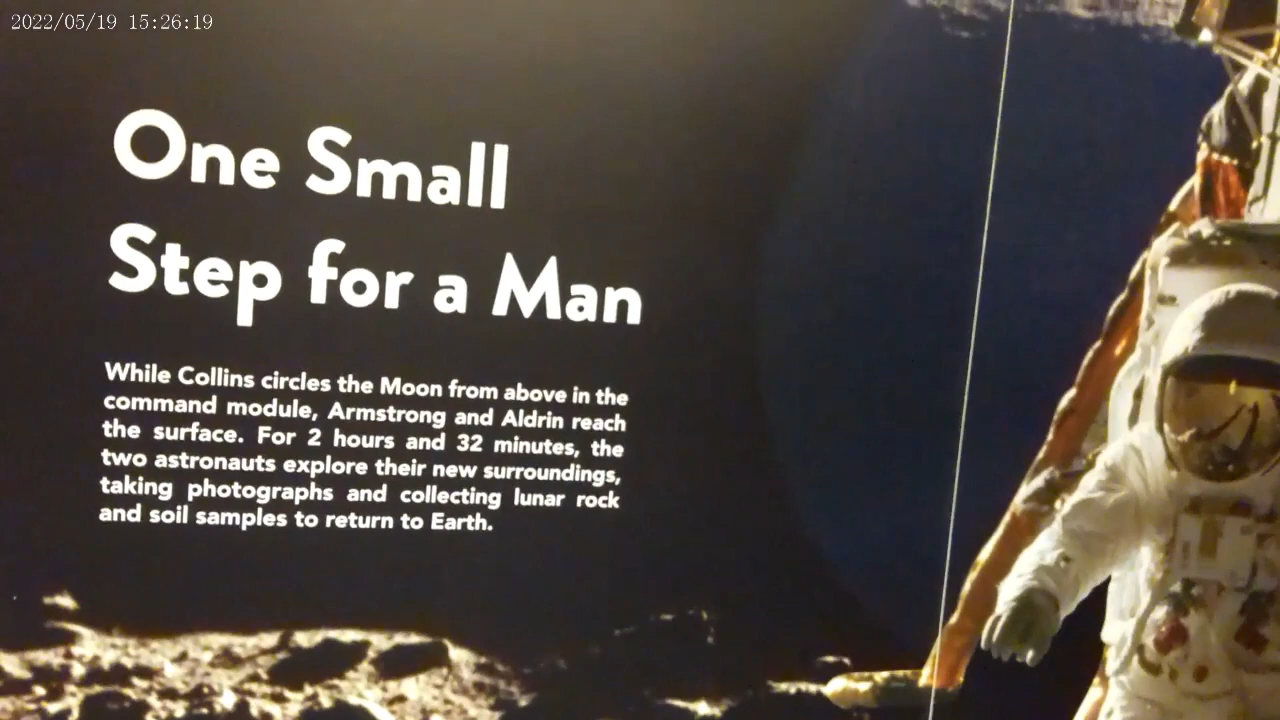 2022/05/19 15:26:19
One Small
Step for a Man
While Collins circles the Moon from above in the
command module, Armstrong and Aldrin reach
the surface. For 2 hours and 32 minutes, the
two astronauts explore their new surroundings,
taking photographs and collecting lunar rock
and soil samples to return to Earth.